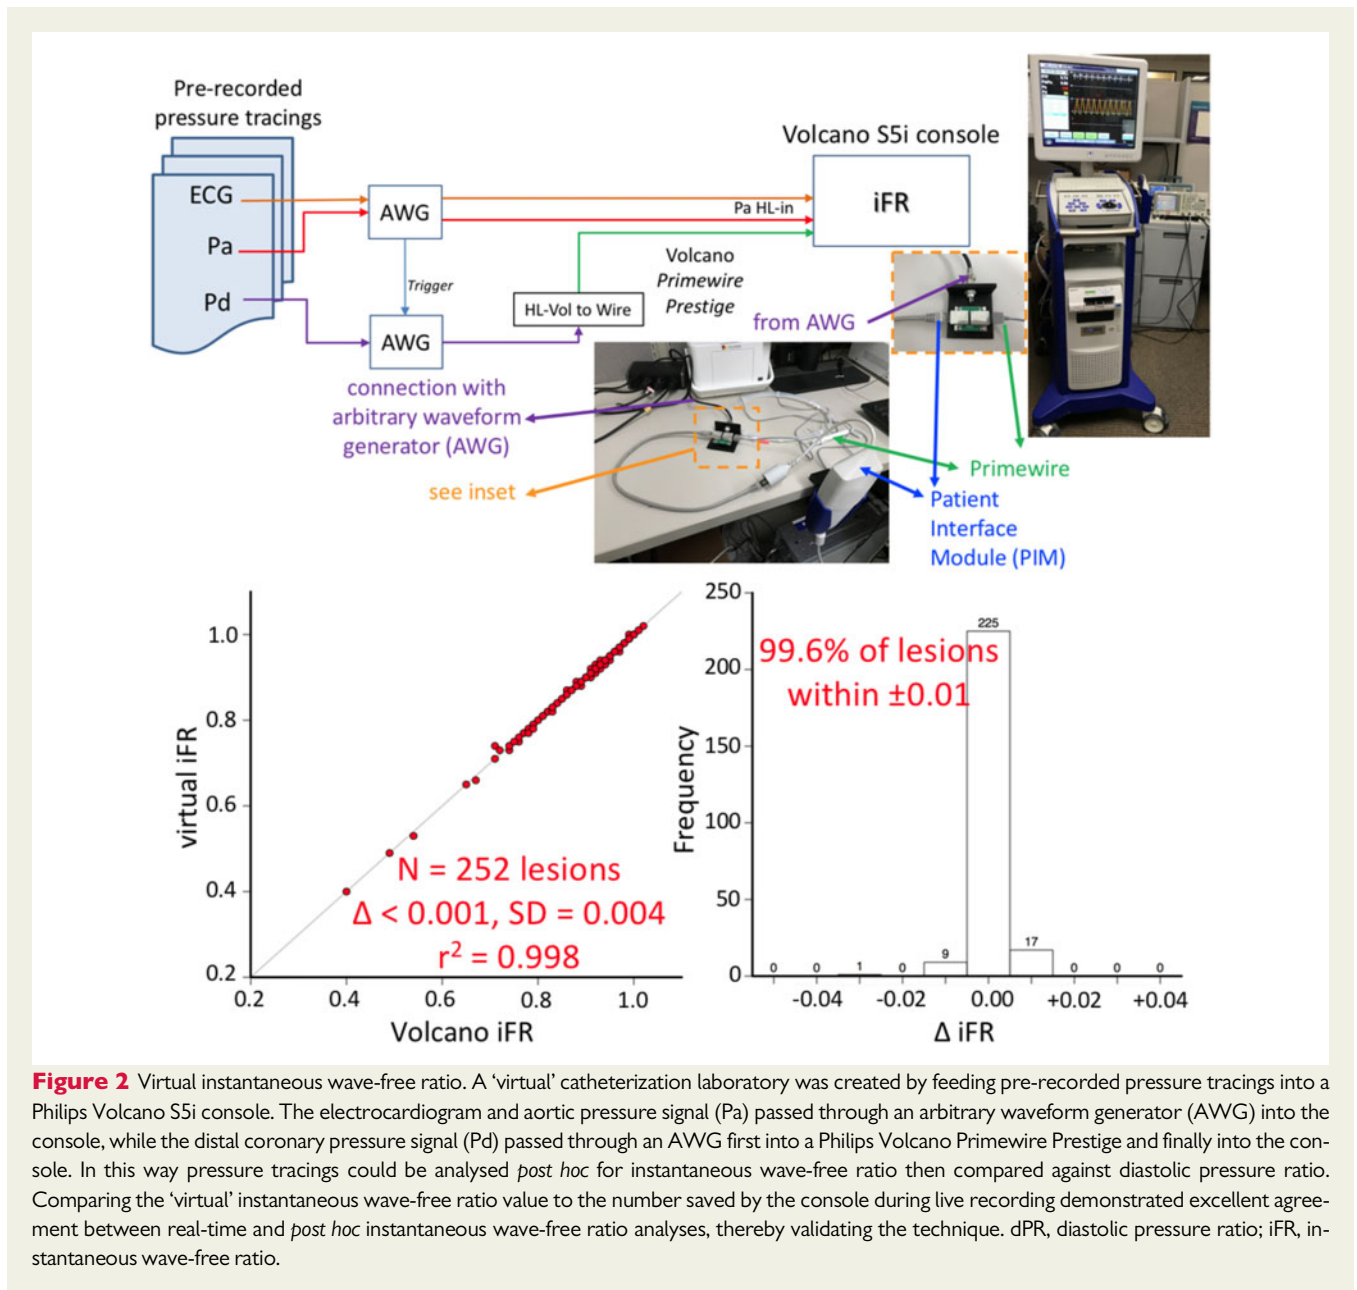 Pre-recorded
pressure tracings
ECG
Pa
Pd
AWG
Trigger
AWG
Pa HL-in
HL-Vol to Wire
Volcano
Primewire
Prestige
Volcano S5i console
iFR
from AWG
connection with
arbitrary waveform
generator (AWG)
see inset
Primewire
Patient
Interface
Module (PIM)
virtual iFR
1.0
0.8
0.6
0.4
0.2
0.2 0.4 0.6 0.8 1.0
Volcano iFR
N = 252 lesions
Δ < 0.001, SD = 0.004
r² = 0.998
Frequency
250
200
150
100
50
0
99.6% of lesions
within ±0.01
0 0 1 0 9 225 17 0 0 0
-0.04 -0.02 0.00 +0.02 +0.04
Δ iFR
Figure 2 Virtual instantaneous wave-free ratio. A ‘virtual’ catheterization laboratory was created by feeding pre-recorded pressure tracings into a
Philips Volcano S5i console. The electrocardiogram and aortic pressure signal (Pa) passed through an arbitrary waveform generator (AWG) into the
console, while the distal coronary pressure signal (Pd) passed through an AWG first into a Philips Volcano Primewire Prestige and finally into the con-
sole. In this way pressure tracings could be analysed post hoc for instantaneous wave-free ratio then compared against diastolic pressure ratio.
Comparing the ‘virtual’ instantaneous wave-free ratio value to the number saved by the console during live recording demonstrated excellent agree-
ment between real-time and post hoc instantaneous wave-free ratio analyses, thereby validating the technique. dPR, diastolic pressure ratio; iFR, in-
stantaneous wave-free ratio.